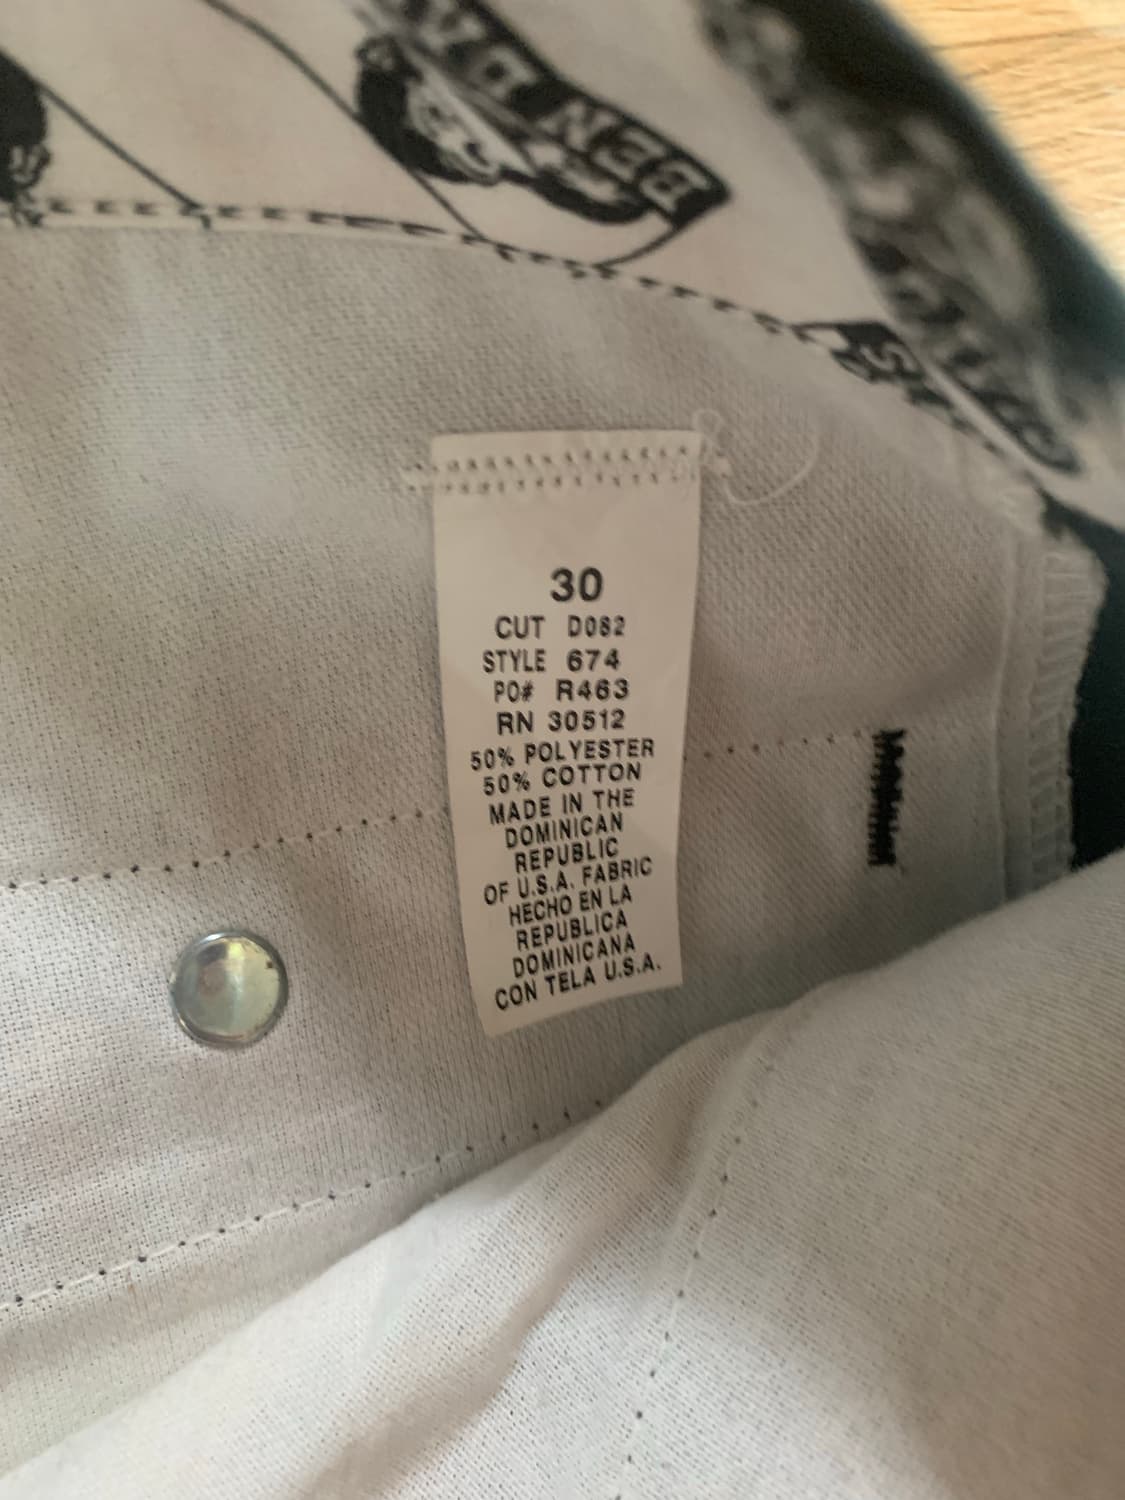 BEN DA
30
CUT D082
STYLE 674
PO# R463
RN 30512
50% POLYESTER
50% COTTON
MADE IN THE
DOMINICAN
REPUBLIC
OF U.S.A. FABRIC
HECHO EN LA
REPUBLICA
DOMINICANA
CON TELA U.S.A.